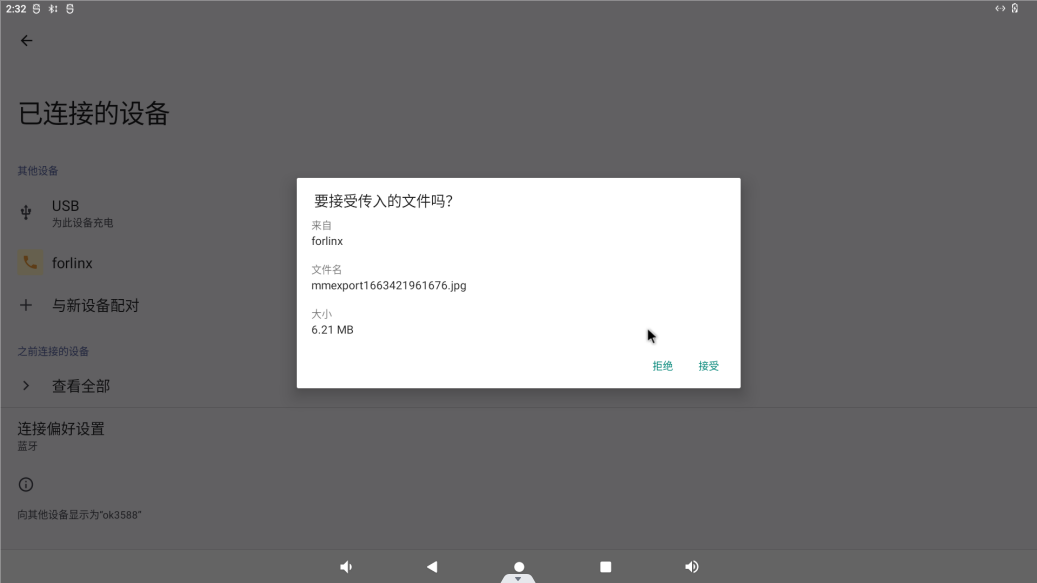 2:32
已连接的设备
其他设备
USB
为此设备充电
forlinx
与新设备配对
之前连接的设备
查看全部
连接偏好设置
蓝牙
向其他设备显示为“ok3588”
要接受传入的文件吗？
来自
forlinx
文件名
mmexport1663421961676.jpg
大小
6.21 MB
拒绝 接受